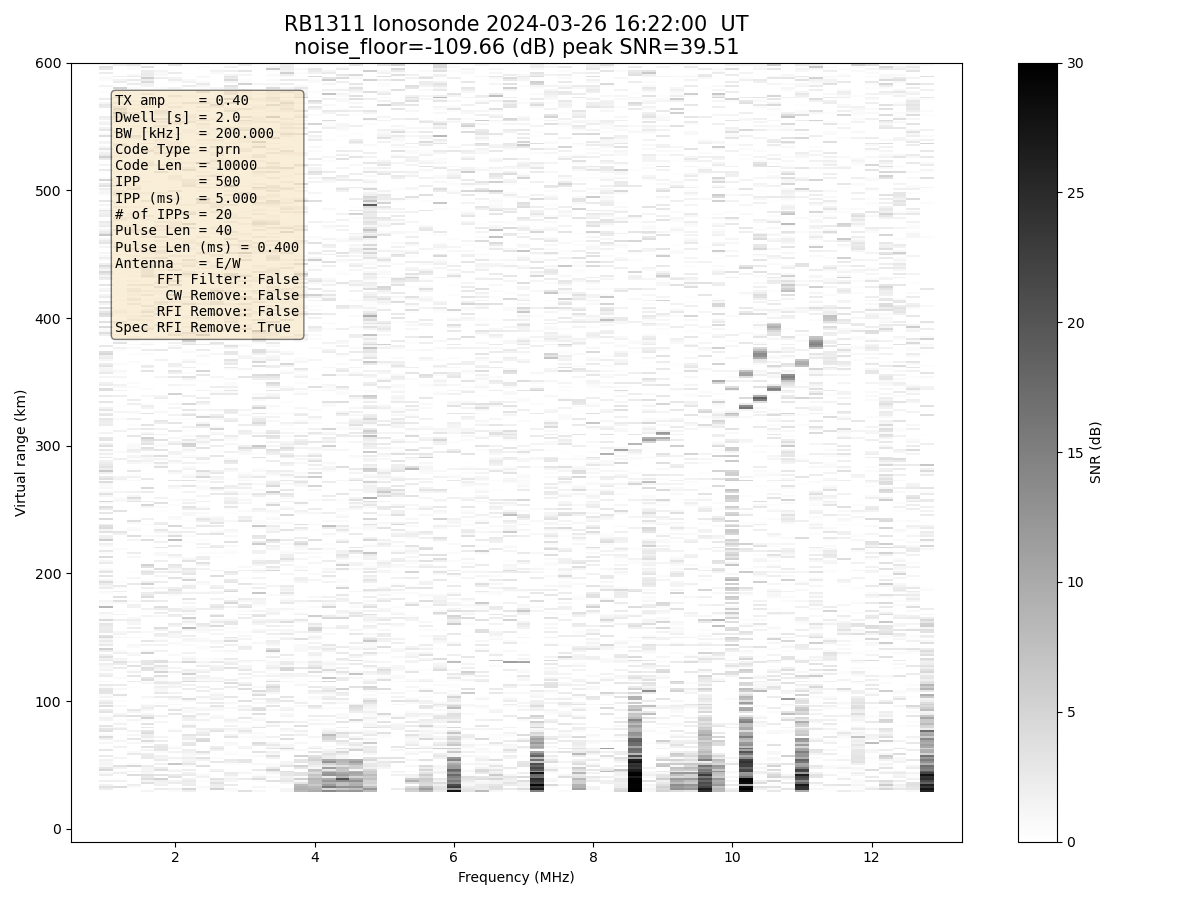 RB1311 Ionosonde 2024-03-26 16:22:00  UT
noise_floor=-109.66 (dB) peak SNR=39.51
TX amp    = 0.40
Dwell [s] = 2.0
BW [kHz]  = 200.000
Code Type = prn
Code Len  = 10000
IPP       = 500
IPP (ms)  = 5.000
# of IPPs = 20
Pulse Len = 40
Pulse Len (ms) = 0.400
Antenna   = E/W
FFT Filter: False
CW Remove: False
RFI Remove: False
Spec RFI Remove: True
600
500
400
300
200
100
0
Virtual range (km)
2 4 6 8 10 12
Frequency (MHz)
30
25
20
15
10
5
0
SNR (dB)